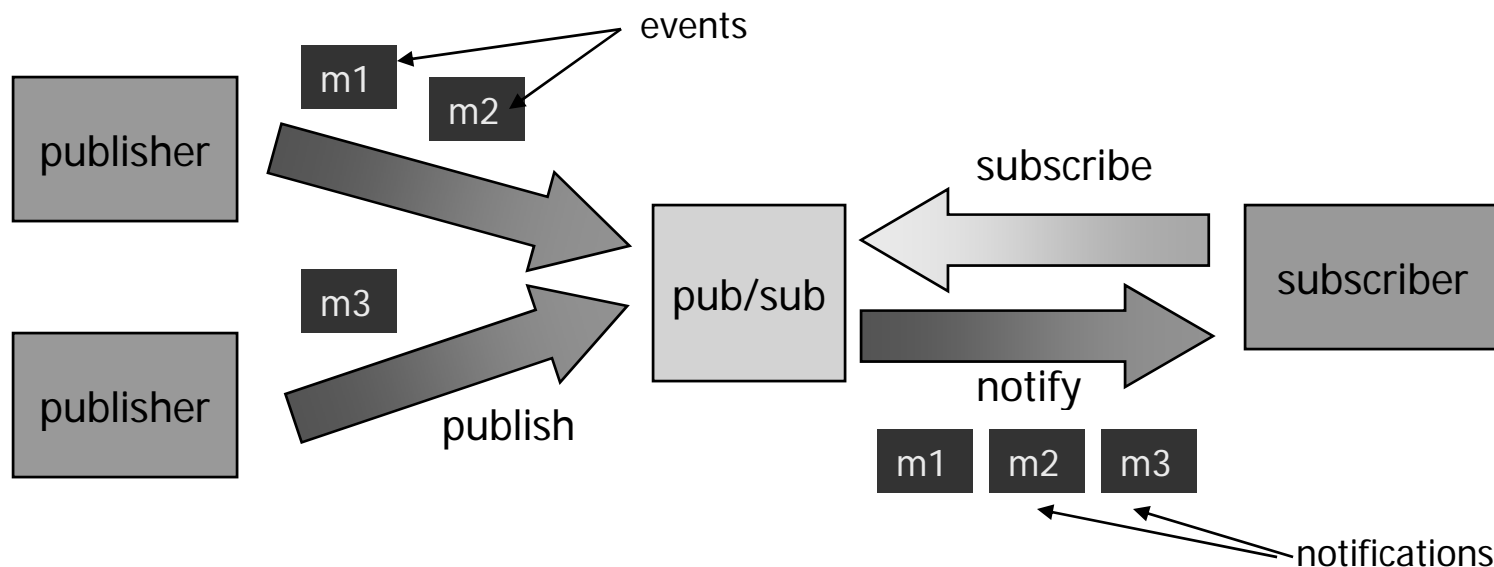 events
m1
m2
publisher
subscribe
m3
pub/sub
subscriber
publisher
publish
notify
m1 m2 m3
notifications